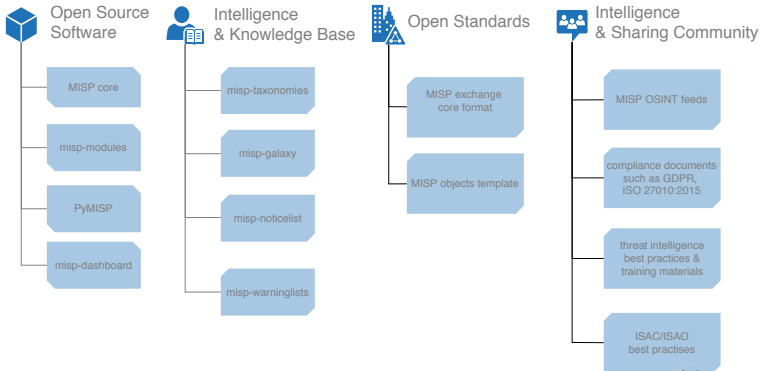 Open Source
Software
MISP core
misp-modules
PyMISP
misp-dashboard
Intelligence
& Knowledge Base
misp-taxonomies
misp-galaxy
misp-noticelist
misp-warninglists
Open Standards
MISP exchange
core format
MISP objects template
Intelligence
& Sharing Community
MISP OSINT feeds
compliance documents
such as GDPR,
ISO 27010:2015
threat intelligence
best practices &
training materials
ISAC/ISAO
best practises